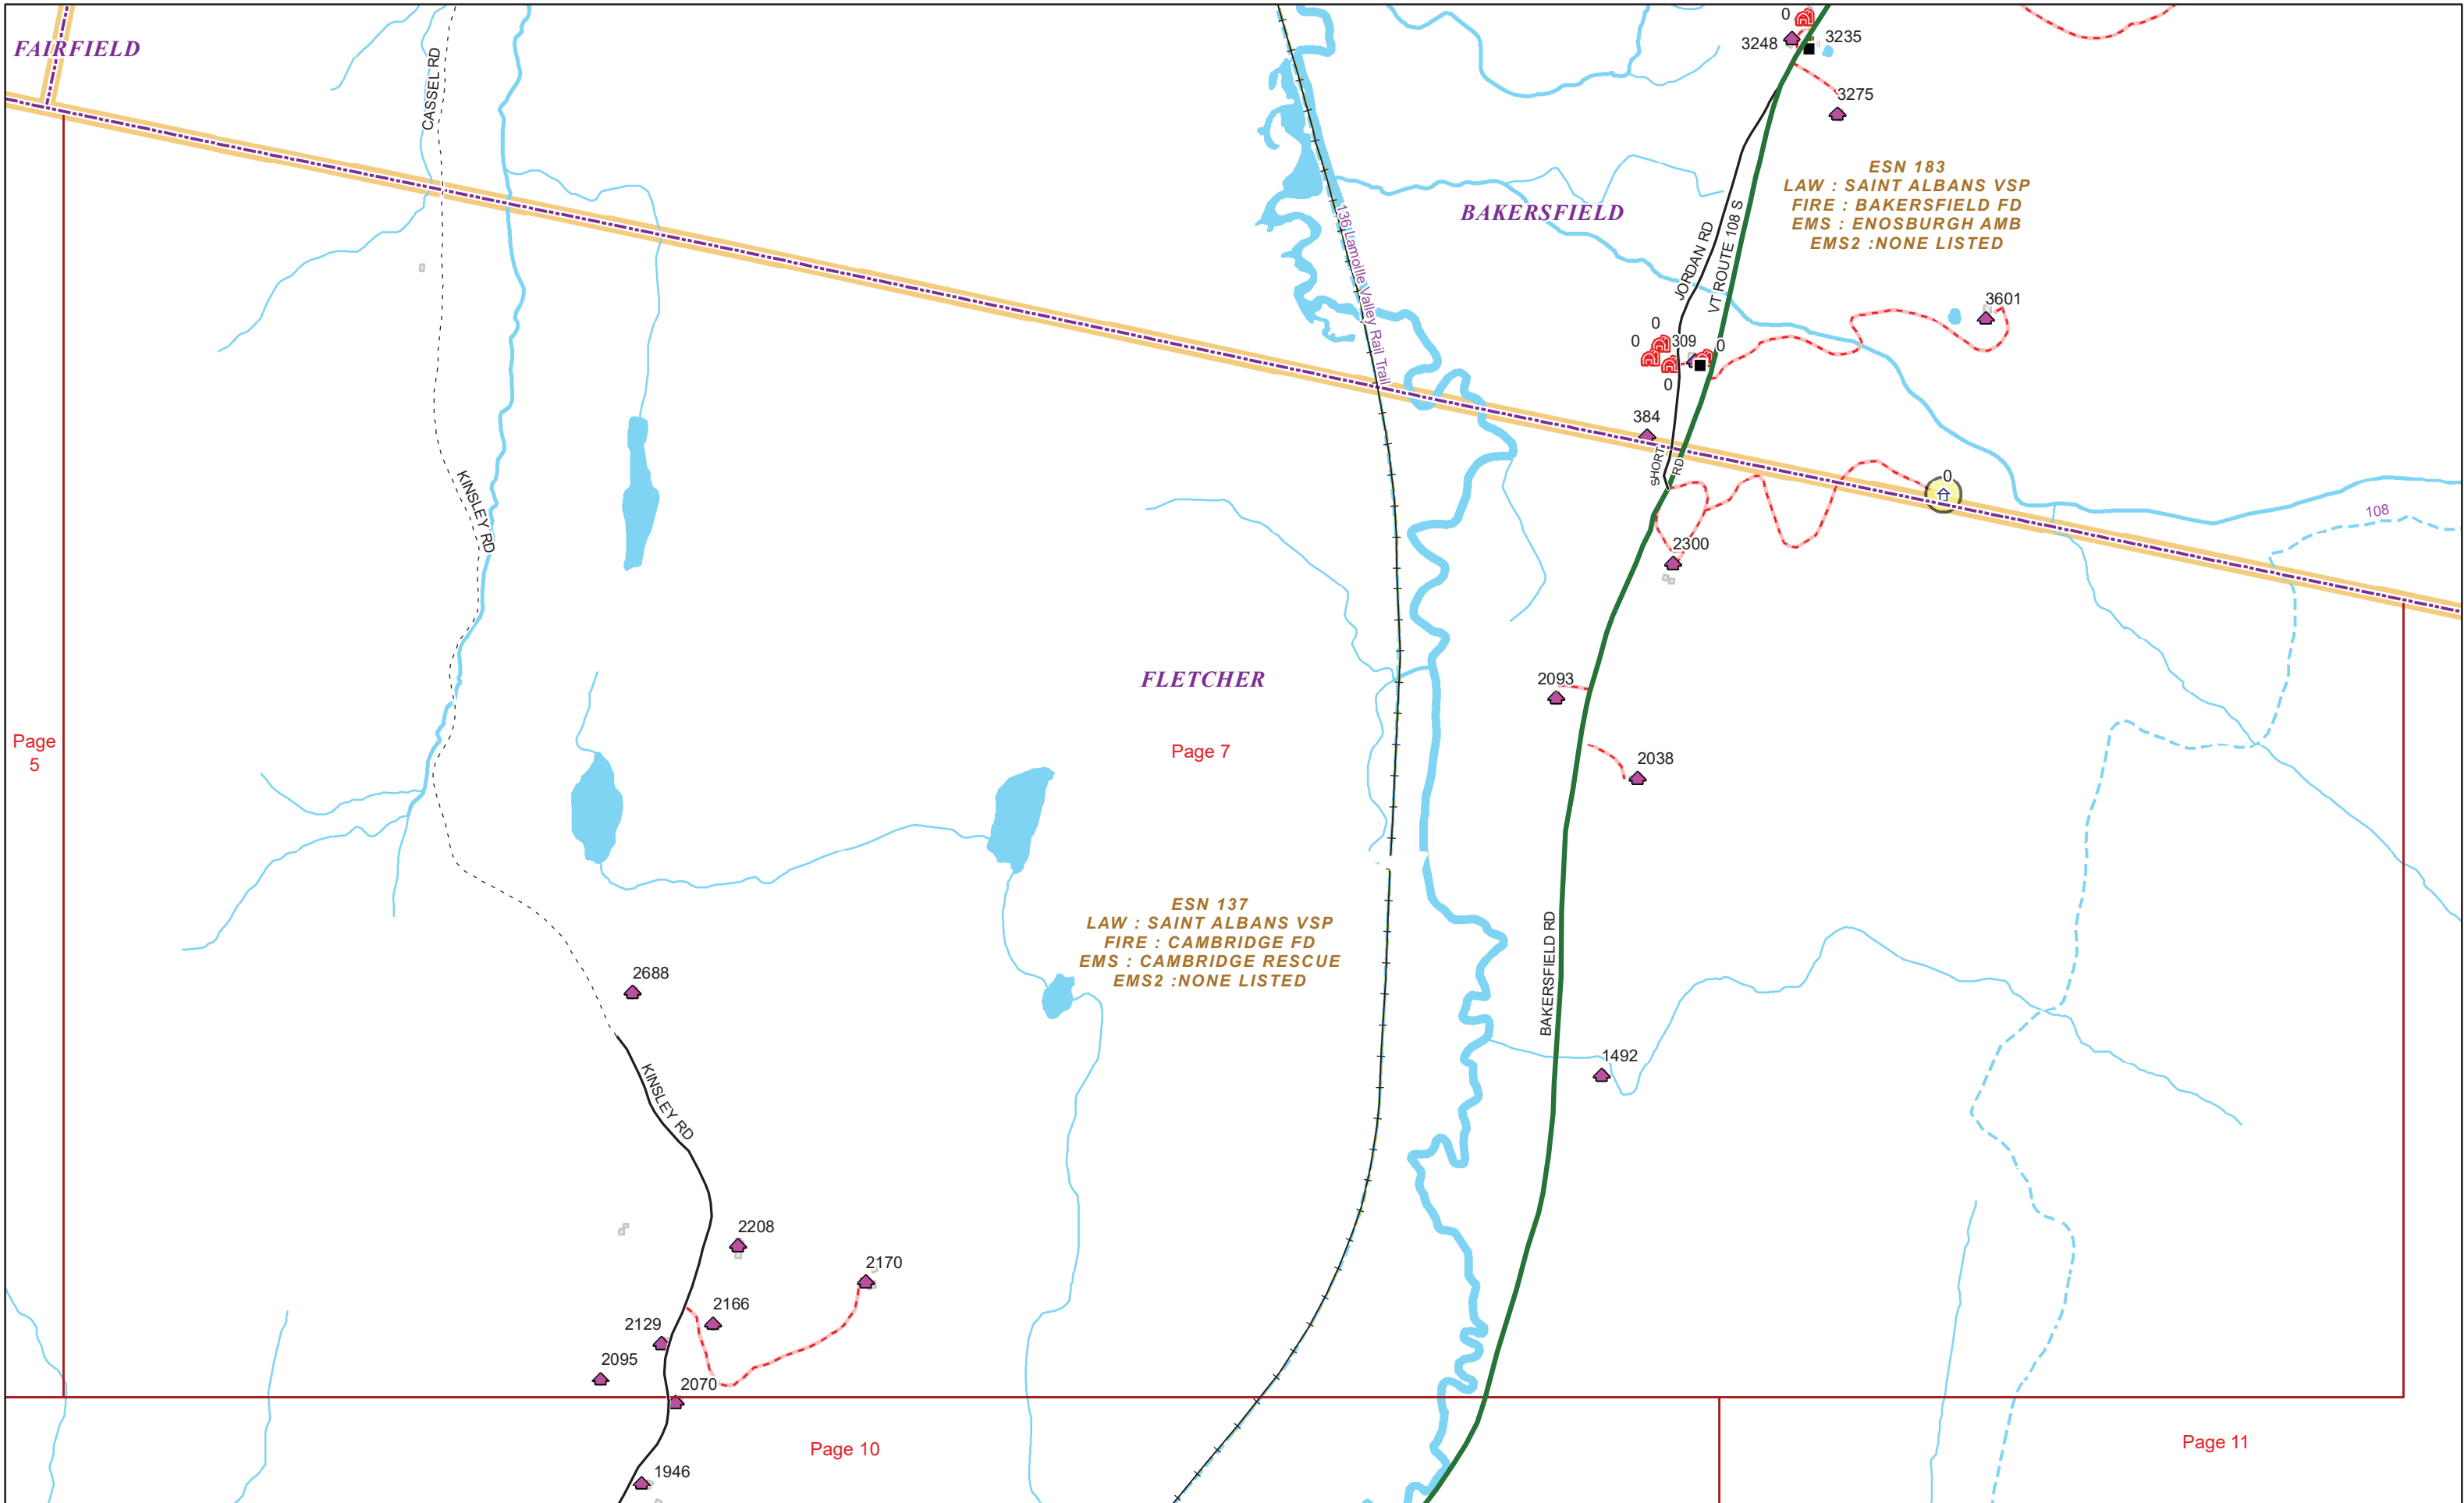 FAIRFIELD
CASSEL RD
0
3248
3235
3275
ESN 183
LAW : SAINT ALBANS VSP
FIRE : BAKERSFIELD FD
EMS : ENOSBURGH AMB
EMS2 :NONE LISTED
BAKERSFIELD
136 Lamoille Valley Rail Trail
JORDAN RD
VT ROUTE 108 S
3601
0
0
309
0
0
384
SHORT
RD
0
108
KINSLEY RD
2300
FLETCHER
2093
Page
5
Page 7
2038
ESN 137
LAW : SAINT ALBANS VSP
FIRE : CAMBRIDGE FD
EMS : CAMBRIDGE RESCUE
EMS2 :NONE LISTED
BAKERSFIELD RD
2688
1492
KINSLEY RD
2208
2170
2166
2129
2095
2070
Page 10
Page 11
1946